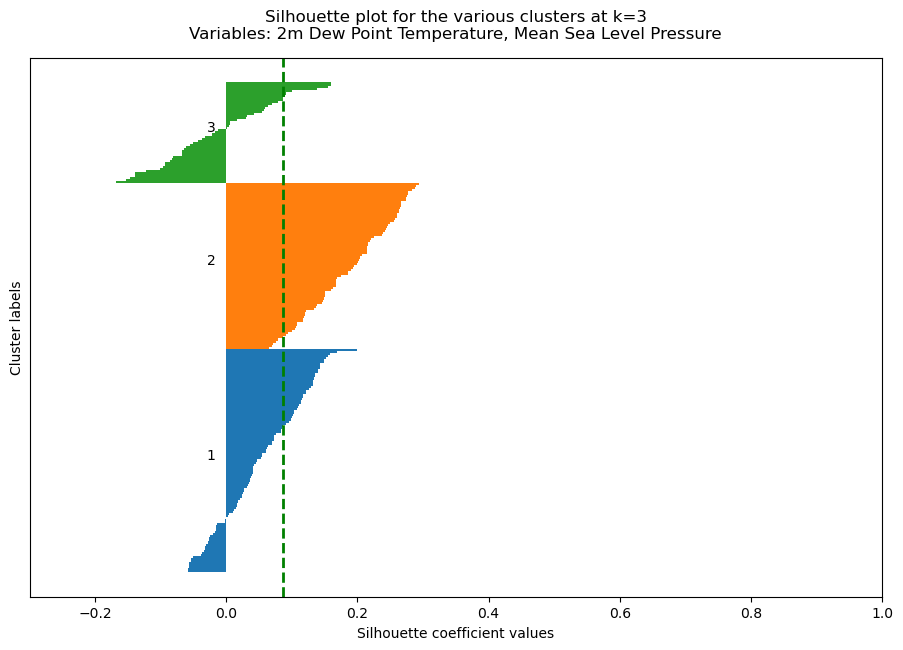 Silhouette plot for the various clusters at k=3
Variables: 2m Dew Point Temperature, Mean Sea Level Pressure
3
2
1
Cluster labels
−0.2 0.0 0.2 0.4 0.6 0.8 1.0
Silhouette coefficient values